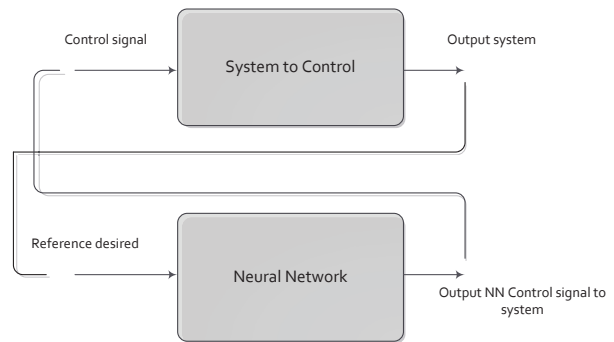 Control signal
System to Control
Output system
Reference desired
Neural Network
Output NN Control signal to
system